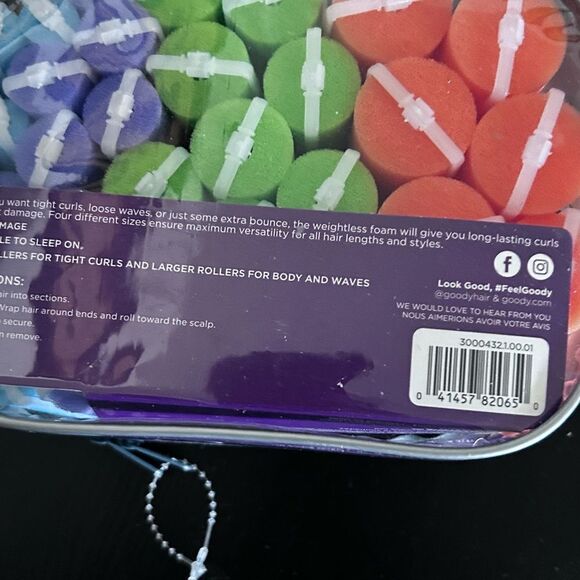 you want tight curls, loose waves, or just some extra bounce, the weightless foam will give you long-lasting curls
damage. Four different sizes ensure maximum versatility for all hair lengths and styles.
MAGE
LE TO SLEEP ON.
LLERS FOR TIGHT CURLS AND LARGER ROLLERS FOR BODY AND WAVES
ONS:
air into sections.
Wrap hair around ends and roll toward the scalp.
secure.
remove.
Look Good, #FeelGoody
@goodyhair & goody.com
WE WOULD LOVE TO HEAR FROM YOU
NOUS AIMERIONS AVOIR VOTRE AVIS
3000432.1.00.01
0 41457 82065 0